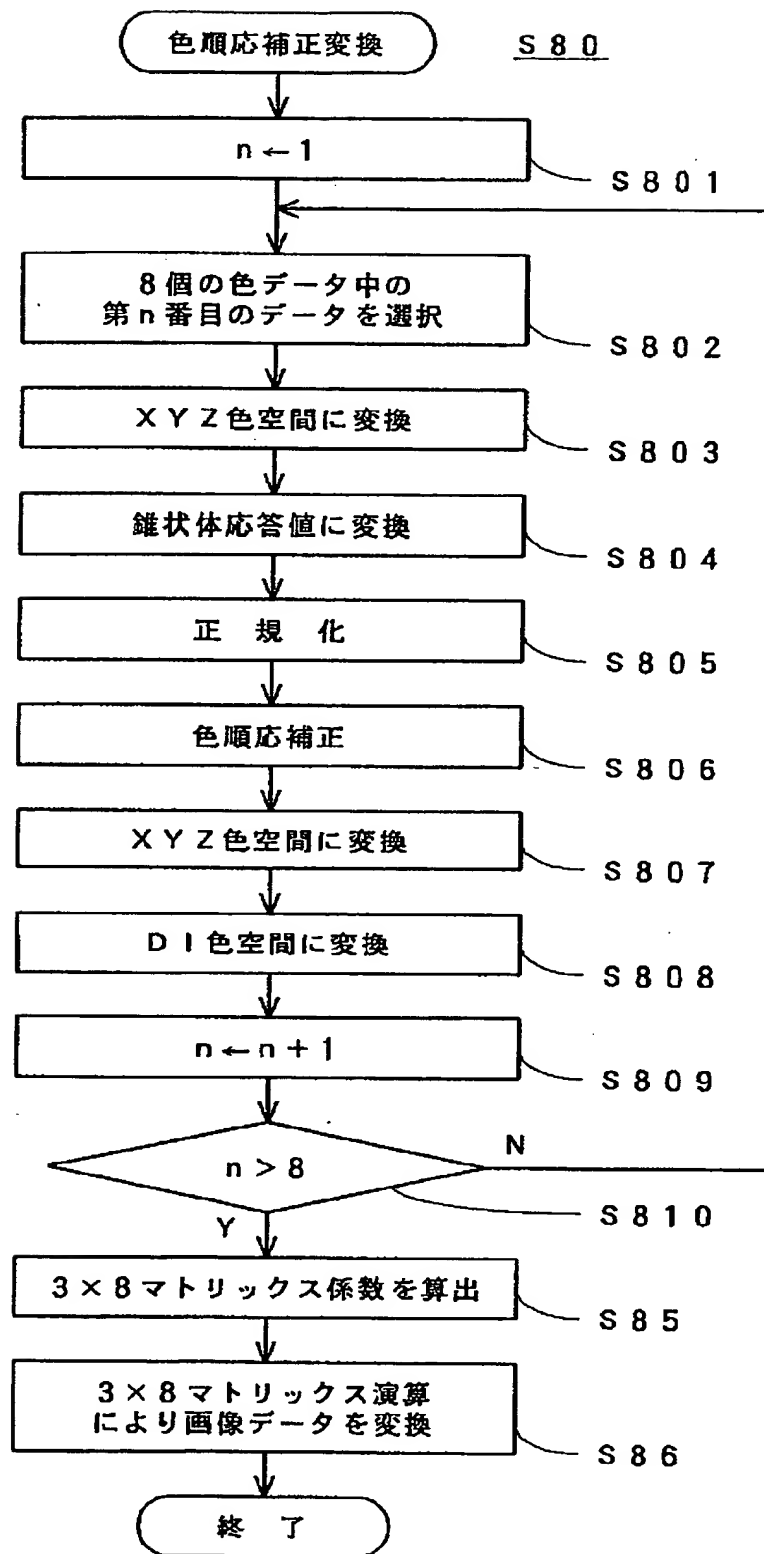 色順応補正変換
S80
n←1
S801
8個の色データ中の
第n番目のデータを選択
S802
XYZ色空間に変換
S803
錐状体応答値に変換
S804
正規化
S805
色順応補正
S806
XYZ色空間に変換
S807
DI色空間に変換
S808
n←n+1
S809
n>8
N
S810
Y
3×8マトリックス係数を算出
S85
3×8マトリックス演算
により画像データを変換
S86
終了